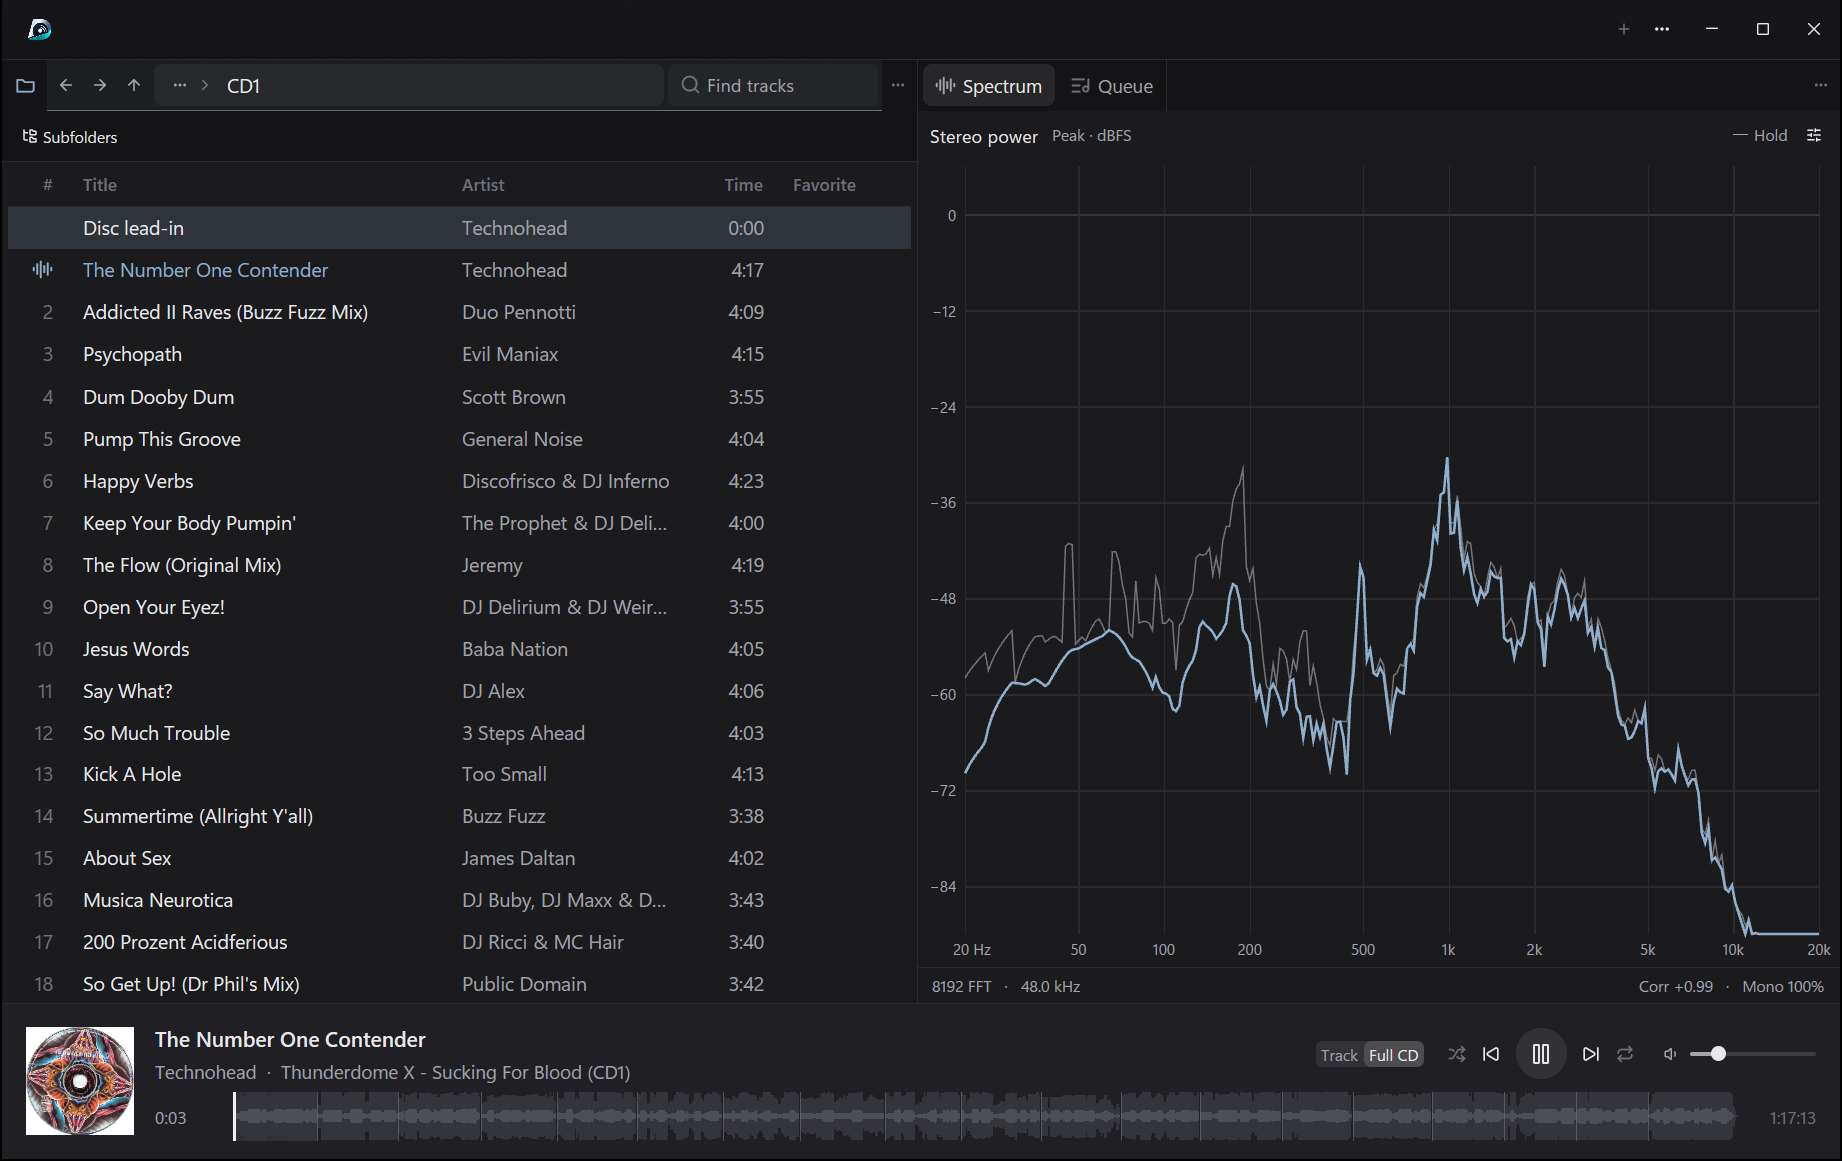 CD1
Find tracks
Spectrum
Queue
Subfolders
Stereo power Peak · dBFS
Hold
# Title Artist Time Favorite
Disc lead-in Technohead 0:00
The Number One Contender Technohead 4:17
2 Addicted II Raves (Buzz Fuzz Mix) Duo Pennotti 4:09
3 Psychopath Evil Maniax 4:15
4 Dum Dooby Dum Scott Brown 3:55
5 Pump This Groove General Noise 4:04
6 Happy Verbs Discofrisco & DJ Inferno 4:23
7 Keep Your Body Pumpin' The Prophet & DJ Deli... 4:00
8 The Flow (Original Mix) Jeremy 4:19
9 Open Your Eyez! DJ Delirium & DJ Weir... 3:55
10 Jesus Words Baba Nation 4:05
11 Say What? DJ Alex 4:06
12 So Much Trouble 3 Steps Ahead 4:03
13 Kick A Hole Too Small 4:13
14 Summertime (Allright Y'all) Buzz Fuzz 3:38
15 About Sex James Daltan 4:02
16 Musica Neurotica DJ Buby, DJ Maxx & D... 3:43
17 200 Prozent Acidferious DJ Ricci & MC Hair 3:40
18 So Get Up! (Dr Phil's Mix) Public Domain 3:42
0
−12
−24
−36
−48
−60
−72
−84
20 Hz 50 100 200 500 1k 2k 5k 10k 20k
8192 FFT · 48.0 kHz
Corr +0.99 · Mono 100%
The Number One Contender
Technohead · Thunderdome X - Sucking For Blood (CD1)
Track Full CD
0:03
1:17:13